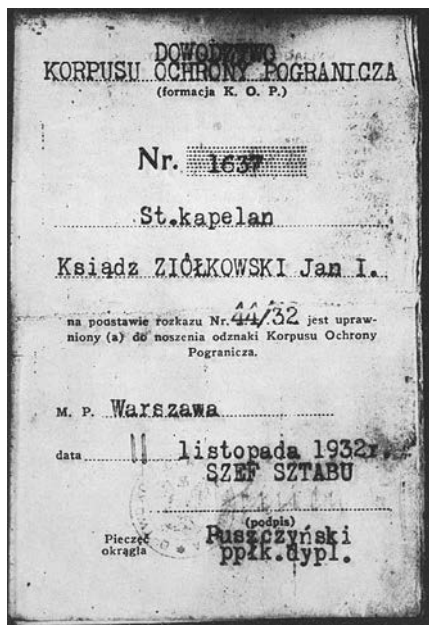 DOWODZTWO
KORPUSU OCHRONY POGRANICZA
(formacja K. O. P.)
Nr. 1637
St.kapelan
Ksiądz ZIÓŁKOWSKI Jan I.
na podstawie rozkazu Nr. 44/32 jest upraw-
niony (a) do noszenia odznaki Korpusu Ochrony
Pogranicza.
M. P. Warszawa
data 11 listopada 1932r.
SZEF SZTABU
(podpis)
Pieczęć
okrągła
Ruszczyński
ppłk.dypl.